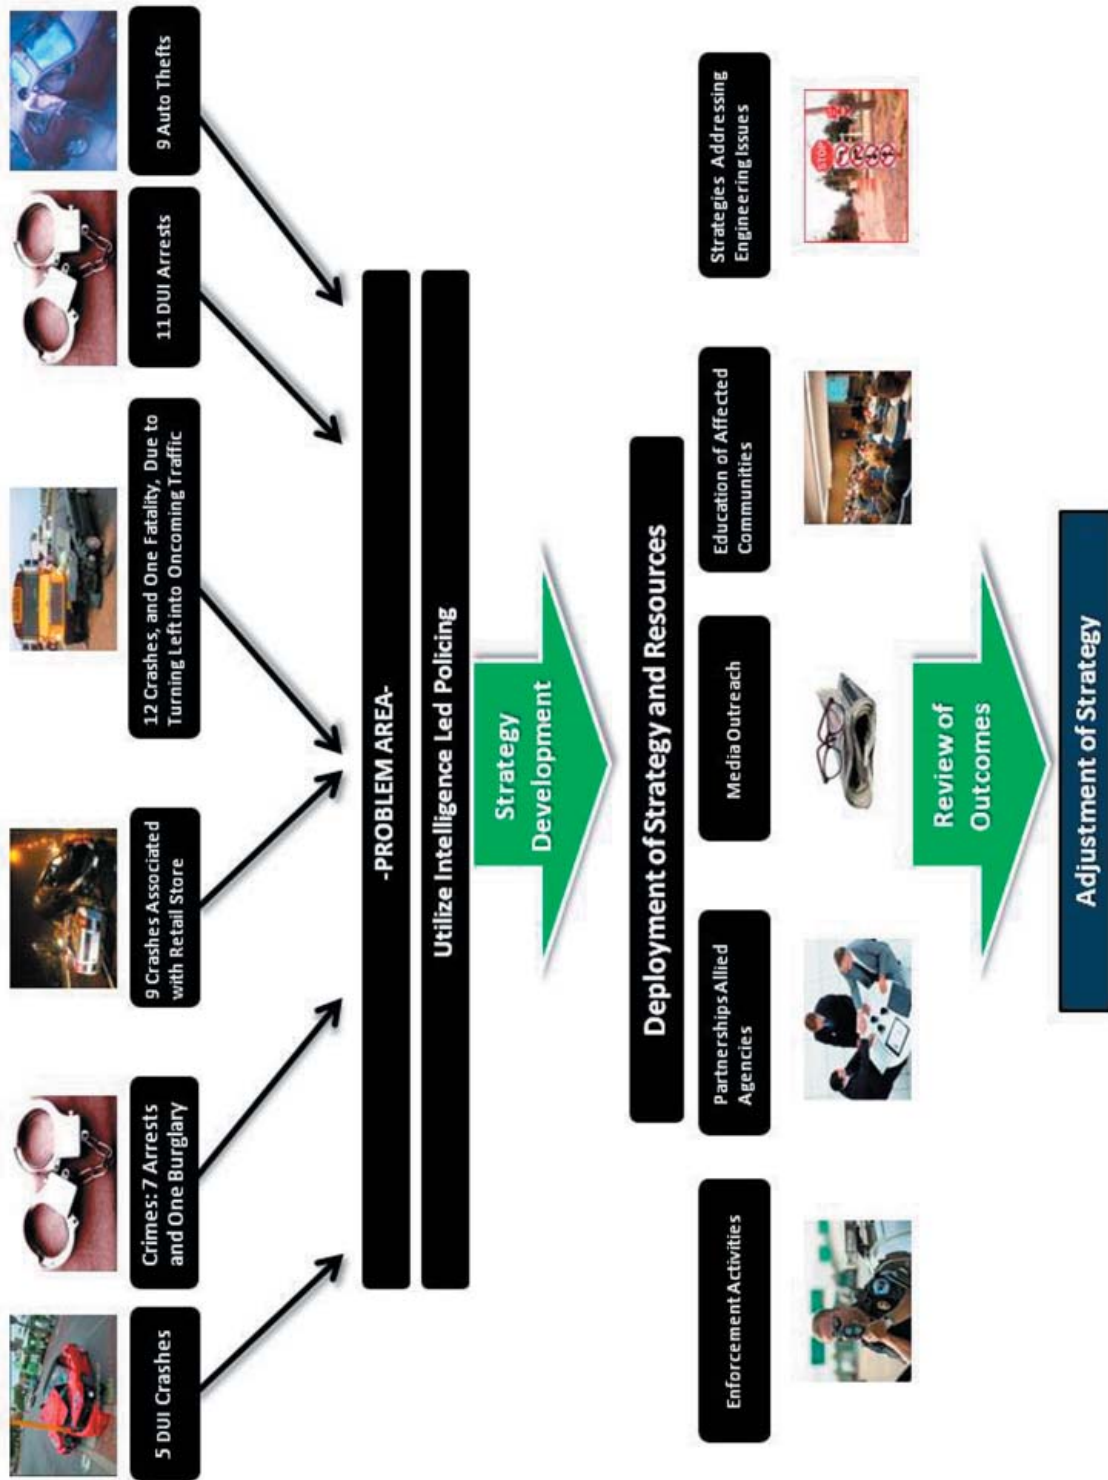 5 DUI Crashes
Crimes: 7 Arrests
and One Burglary
9 Crashes Associated
with Retail Store
12 Crashes, and One Fatality, Due to
Turning Left into Oncoming Traffic
11 DUI Arrests
9 Auto Thefts
-PROBLEM AREA-
Utilize Intelligence Led Policing
Strategy
Development
Deployment of Strategy and Resources
Enforcement Activities
Partnerships Allied
Agencies
Media Outreach
Education of Affected
Communities
Strategies Addressing
Engineering Issues
STOP
Review of
Outcomes
Adjustment of Strategy